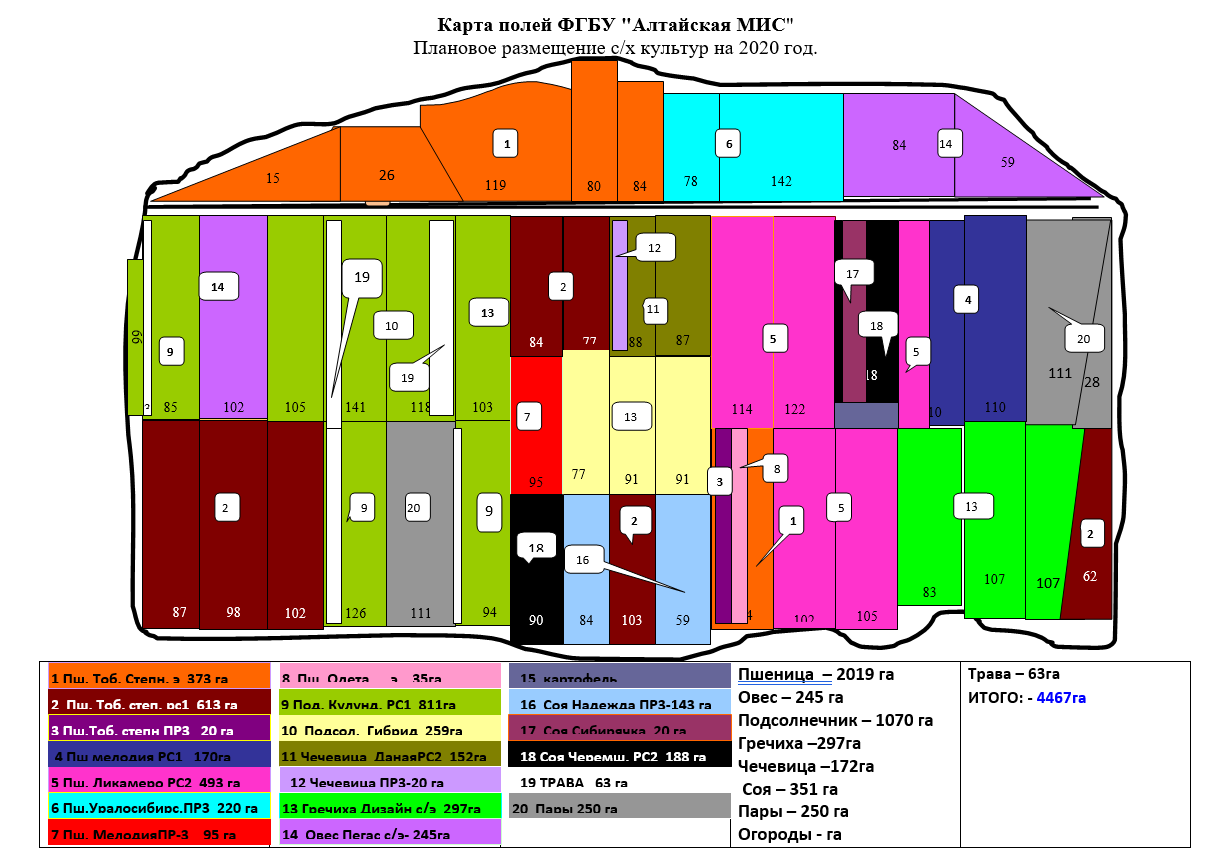 Карта полей ФГБУ "Алтайская МИС"
Плановое размещение с/х культур на 2020 год.
1
6
84
14
15
26
119
80
84
78
142
59
12
19
17
14
2
4
10
13
11
18
5
20
99
9
19
5
84
77
88
87
18
111
28
?
85
102
105
141
118
103
7
13
114
122
10
110
95
77
91
91
3
8
2
9
20
9
18
2
16
1
5
13
2
87
98
102
126
111
94
90
84
103
59
4
102
105
83
107
107
62
1 Пш. Тоб. Степн. э 373 га
2 Пш. Тоб. степ. рс1 613 га
3 Пш.Тоб. степн ПР3 20 га
4 Пш мелодия РС1 170га
5 Пш. Ликамеро РС2 493 га
6 Пш.Уралосибирс.ПР3 220 га
7 Пш. МелодияПР-3 95 га
8 Пш. Одета э 35га
9 Под. Кулунд. РС1 811га
10 Подсол. Гибрид 259га
11 Чечевица ДанаяРС2 152га
12 Чечевица ПР3-20 га
13 Гречиха Дизайн с/э 297га
14 Овес Пегас с/э- 245га
15 картофель
16 Соя Надежда ПР3-143 га
17 Соя Сибирячка 20 га
18 Соя Черемш. РС2 188 га
19 ТРАВА 63 га
20 Пары 250 га
Пшеница – 2019 га
Овес – 245 га
Подсолнечник – 1070 га
Гречиха –297га
Чечевица –172га
Соя – 351 га
Пары – 250 га
Огороды - га
Трава – 63га
ИТОГО: - 4467га